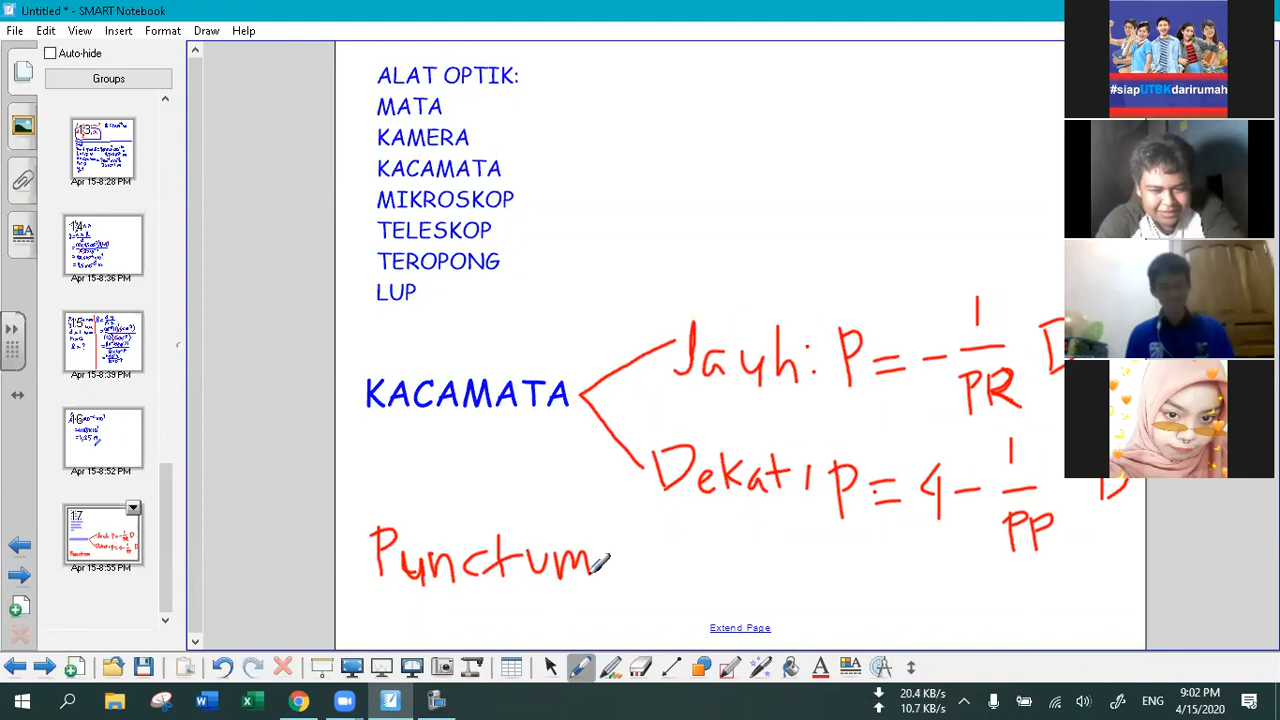 Untitled * - SMART Notebook
File Edit View Insert Format Draw Help
Auto-hide
Groups
Apr 15-8:28 PM
Apr 15-8:36 PM
Apr 15-8:39 PM
Apr 15-8:52 PM
Apr 15-8:55 PM
ALAT OPTIK:
MATA
KAMERA
KACAMATA
MIKROSKOP
TELESKOP
TEROPONG
LUP
KACAMATA
Jauh: P = - 1/PR D
Dekat: P = 4 - 1/PP D
Punctum
Extend Page
#siapUTBKdarirumah
20.4 KB/s
10.7 KB/s
ENG
9:02 PM
4/15/2020